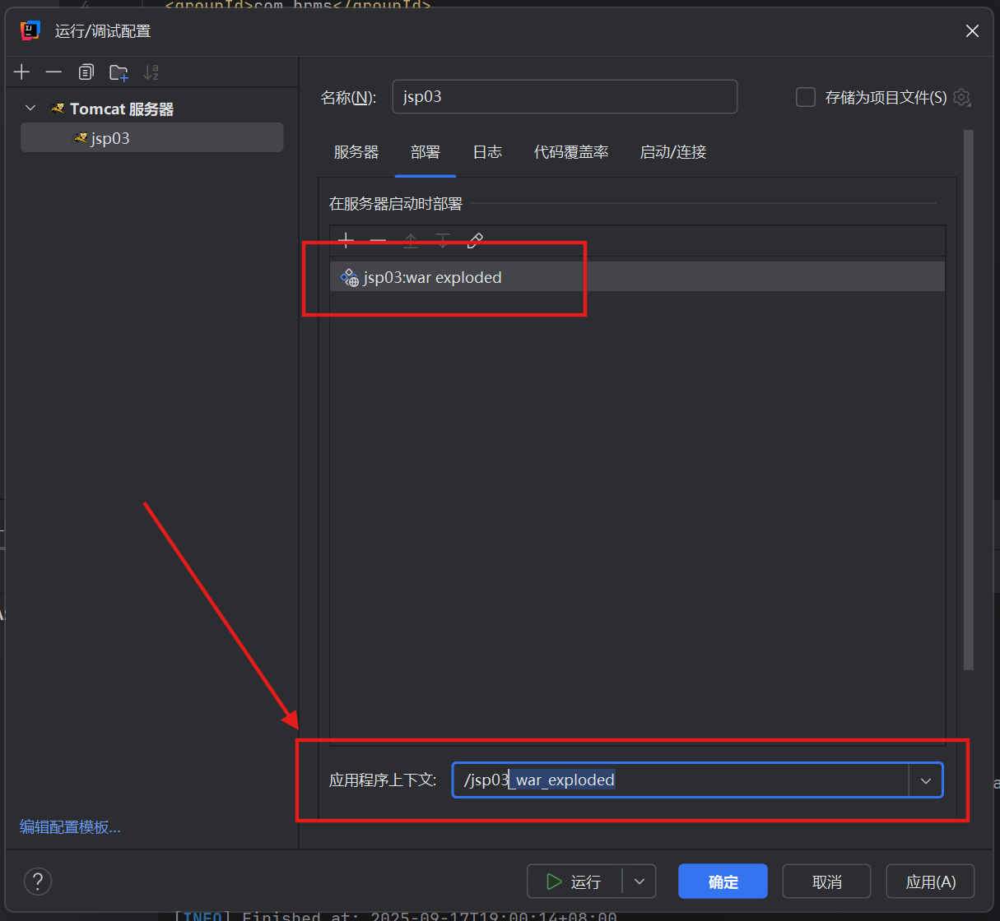 <groupId>com.hrms</groupId>
运行/调试配置
Tomcat 服务器
jsp03
名称(N):
jsp03
存储为项目文件(S)
服务器
部署
日志
代码覆盖率
启动/连接
在服务器启动时部署
jsp03:war exploded
应用程序上下文:
/jsp03_war_exploded
编辑配置模板...
?
运行
确定
取消
应用(A)
[INFO] Finished at: 2025-09-17T19:00:14+08:00